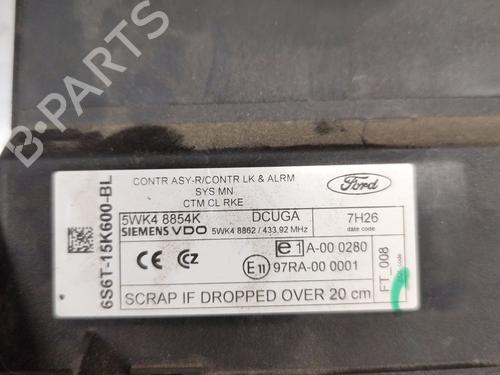 B-PARTS
6S6T-15K600-BL
CONTR ASY-R/CONTR LK & ALRM
SYS MN
CTM CL RKE
Ford
5WK4 8854K DCUGA 7H26
SIEMENS VDO 5WK4 8862 / 433.92 MHz date code
CE CZ e1 A-00 0280
E11 97RA-00 0001
FT_008
SCRAP IF DROPPED OVER 20 cm